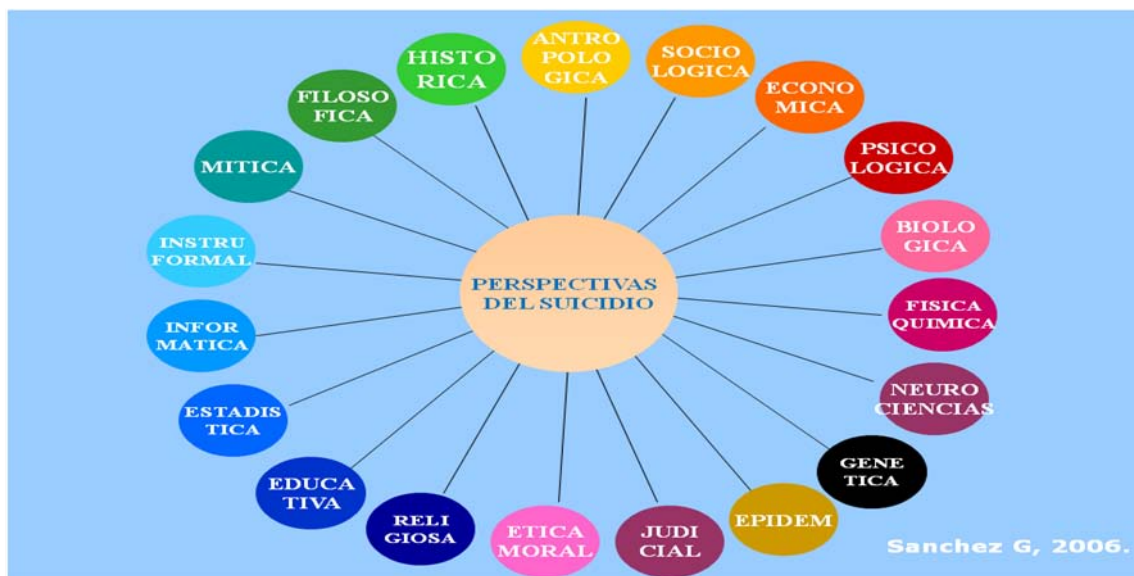 PERSPECTIVAS
DEL SUICIDIO
ANTRO
POLO
GICA
SOCIO
LOGICA
ECONO
MICA
PSICO
LOGICA
BIOLO
GICA
FISICA
QUIMICA
NEURO
CIENCIAS
GENE
TICA
EPIDEM
JUDI
CIAL
ETICA
MORAL
RELI
GIOSA
EDUCA
TIVA
ESTADIS
TICA
INFOR
MATICA
INSTRU
FORMAL
MITICA
FILOSO
FICA
HISTO
RICA
Sanchez G, 2006.